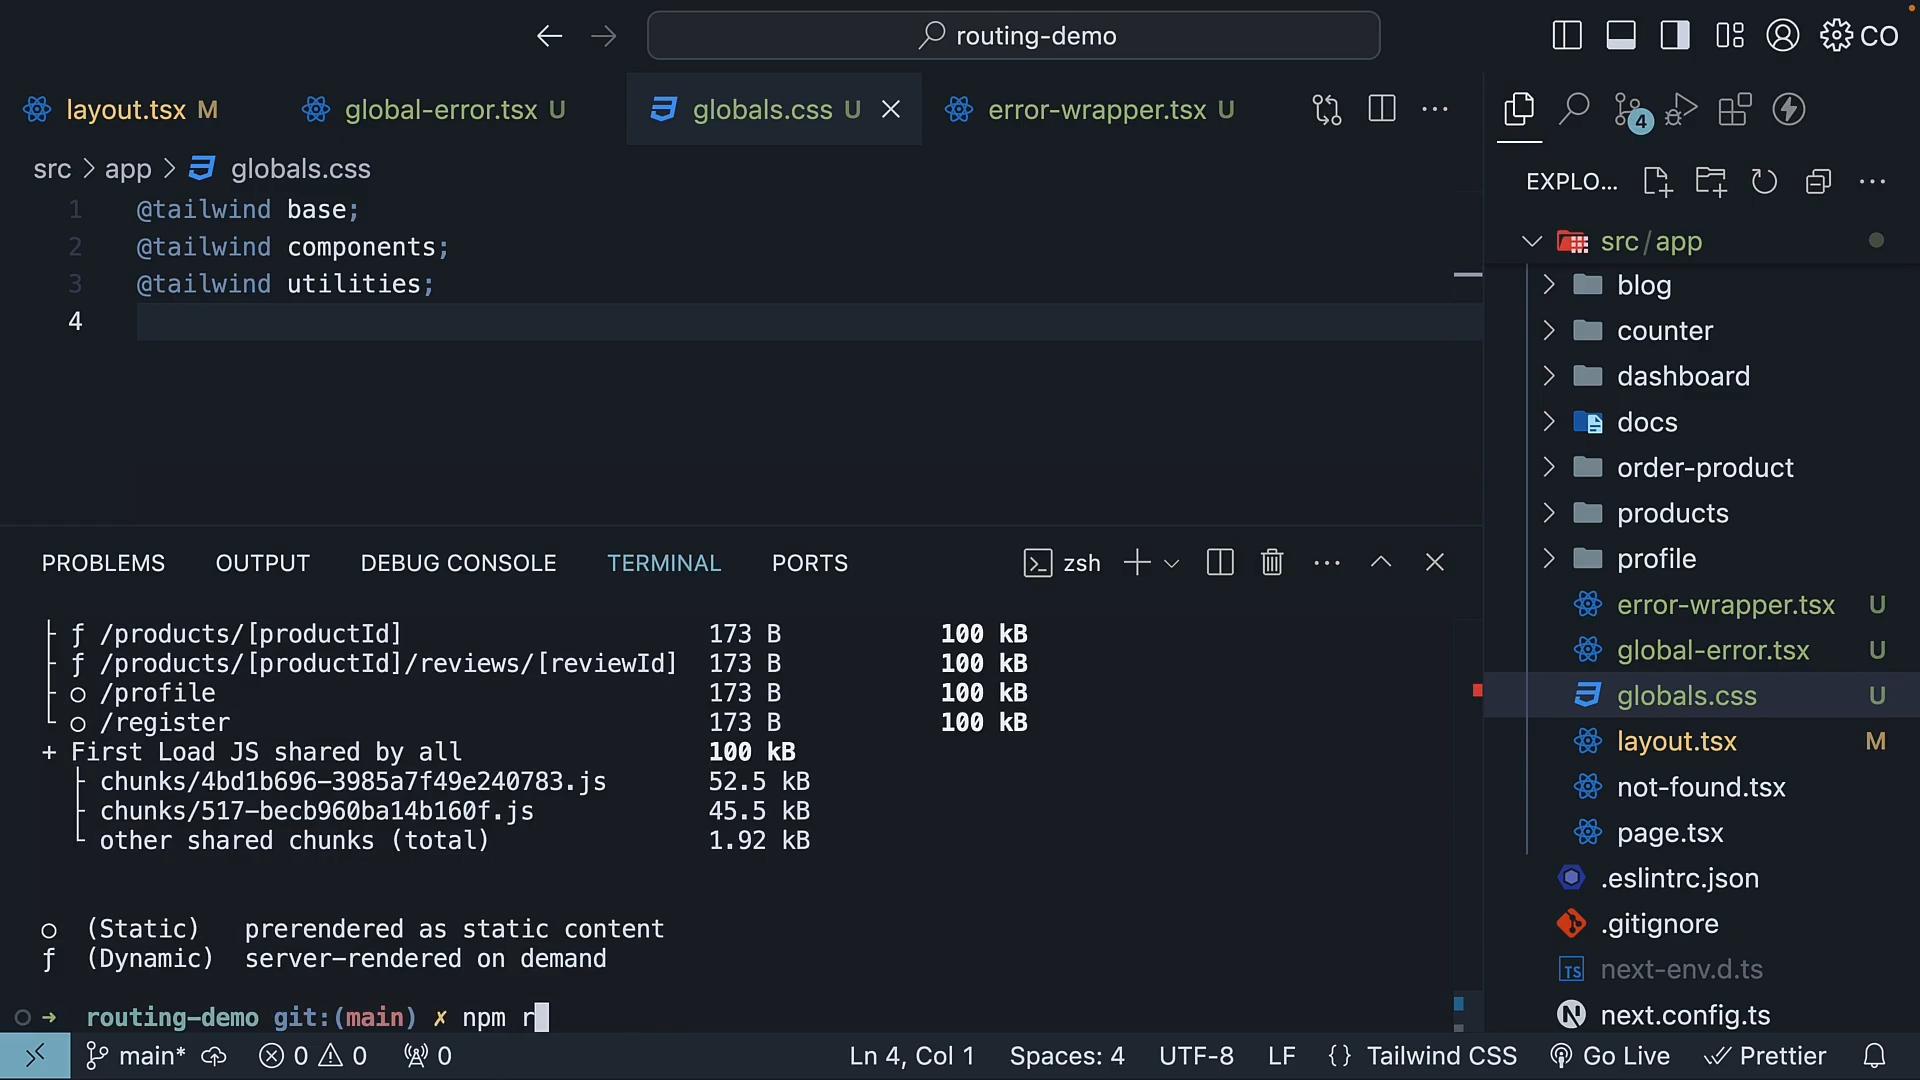 routing-demo
CO
layout.tsx M
global-error.tsx U
globals.css U
error-wrapper.tsx U
4
src > app > globals.css
EXPLO...
1 @tailwind base;
2 @tailwind components;
3 @tailwind utilities;
4
src/app
blog
counter
dashboard
docs
order-product
products
profile
error-wrapper.tsx U
global-error.tsx U
globals.css U
layout.tsx M
not-found.tsx
page.tsx
.eslintrc.json
.gitignore
TS next-env.d.ts
N next.config.ts
PROBLEMS OUTPUT DEBUG CONSOLE TERMINAL PORTS
zsh
├ ƒ /products/[productId] 173 B 100 kB
├ ƒ /products/[productId]/reviews/[reviewId] 173 B 100 kB
├ ○ /profile 173 B 100 kB
└ ○ /register 173 B 100 kB
+ First Load JS shared by all 100 kB
├ chunks/4bd1b696-3985a7f49e240783.js 52.5 kB
├ chunks/517-becb960ba14b160f.js 45.5 kB
└ other shared chunks (total) 1.92 kB
○ (Static) prerendered as static content
ƒ (Dynamic) server-rendered on demand
➜ routing-demo git:(main) ✗ npm r
main* 0 0 0
Ln 4, Col 1 Spaces: 4 UTF-8 LF {} Tailwind CSS Go Live Prettier